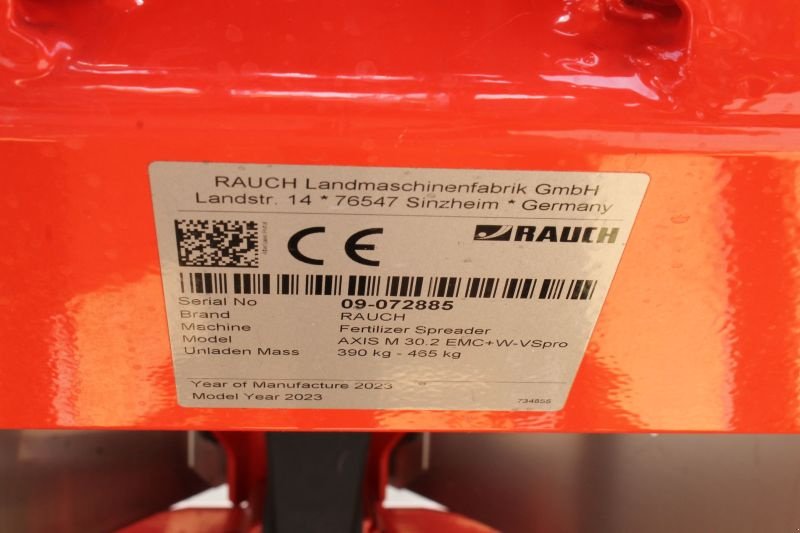 RAUCH Landmaschinenfabrik GmbH
Landstr. 14 * 76547 Sinzheim * Germany
CE RAUCH
Serial No 09-072885
Brand RAUCH
Machine Fertilizer Spreader
Model AXIS M 30.2 EMC+W-VSpro
Unladen Mass 390 kg - 465 kg
Year of Manufacture 2023
Model Year 2023 734855